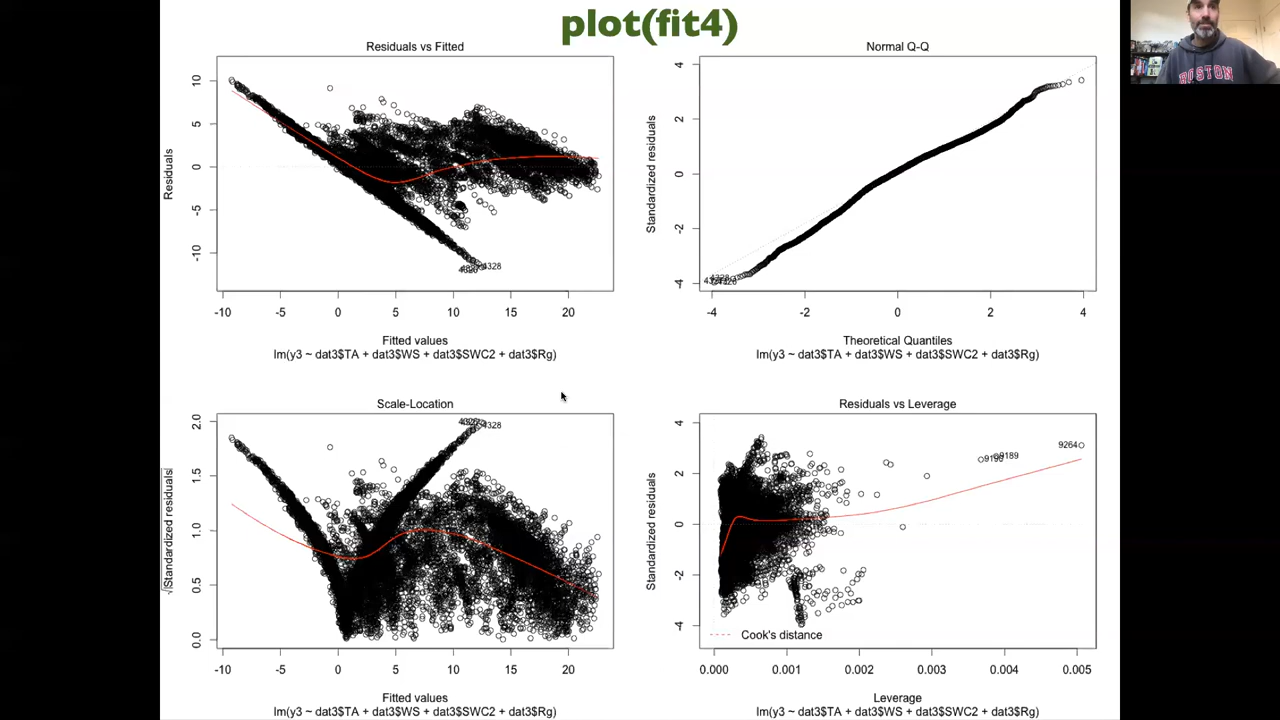 plot(fit4)
BOSTON
Residuals vs Fitted
Residuals
10
5
0
-5
-10
4328
-10 0 5 10 15 20
Fitted values
lm(y3 ~ dat3$TA + dat3$WS + dat3$SWC2 + dat3$Rg)
Normal Q-Q
Standardized residuals
4
2
0
-2
-4
-4 -2 0 2 4
Theoretical Quantiles
lm(y3 ~ dat3$TA + dat3$WS + dat3$SWC2 + dat3$Rg)
Scale-Location
√|Standardized residuals|
2.0
1.5
1.0
0.5
0.0
4328
-10 0 5 10 15 20
Fitted values
lm(y3 ~ dat3$TA + dat3$WS + dat3$SWC2 + dat3$Rg)
Residuals vs Leverage
Standardized residuals
4
2
0
-2
-4
9264
9189
Cook's distance
0.000 0.001 0.002 0.003 0.004 0.005
Leverage
lm(y3 ~ dat3$TA + dat3$WS + dat3$SWC2 + dat3$Rg)